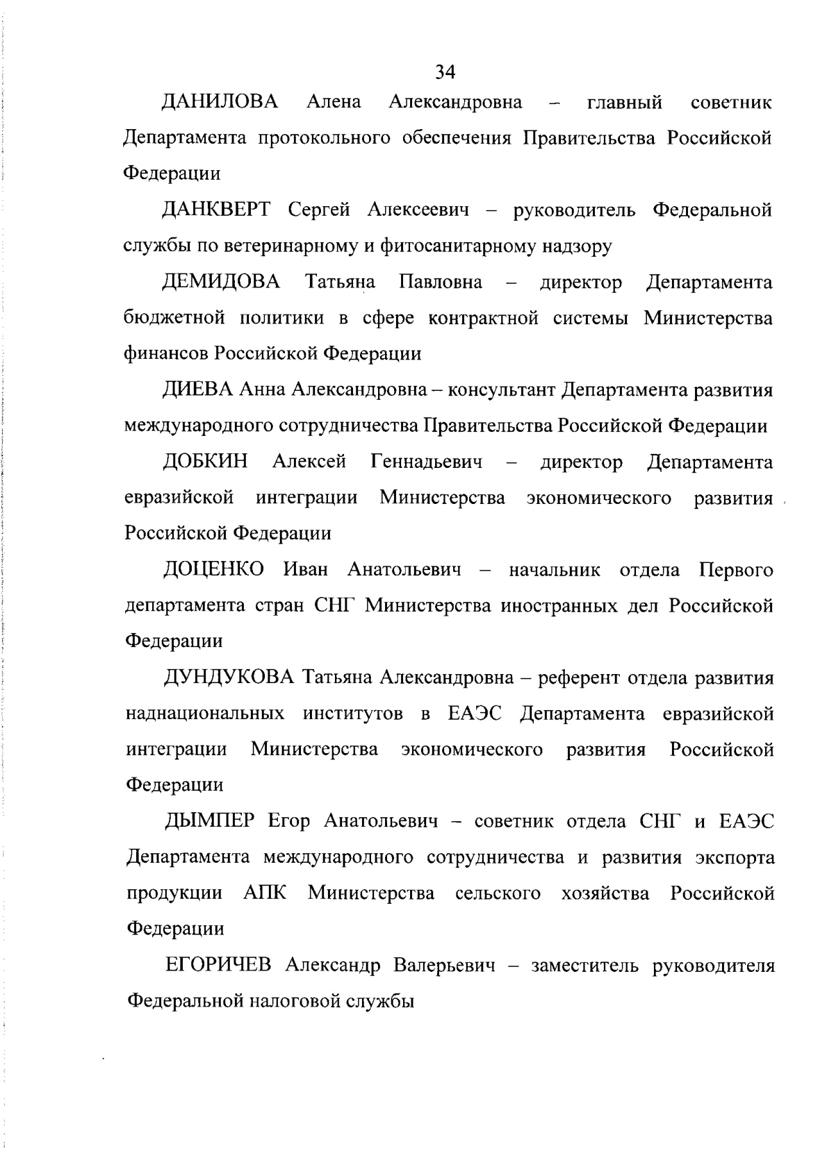 34
ДАНИЛОВА Алена Александровна – главный советник
Департамента протокольного обеспечения Правительства Российской
Федерации
ДАНКВЕРТ Сергей Алексеевич – руководитель Федеральной
службы по ветеринарному и фитосанитарному надзору
ДЕМИДОВА Татьяна Павловна – директор Департамента
бюджетной политики в сфере контрактной системы Министерства
финансов Российской Федерации
ДИЕВА Анна Александровна – консультант Департамента развития
международного сотрудничества Правительства Российской Федерации
ДОБКИН Алексей Геннадьевич – директор Департамента
евразийской интеграции Министерства экономического развития
Российской Федерации
ДОЦЕНКО Иван Анатольевич – начальник отдела Первого
департамента стран СНГ Министерства иностранных дел Российской
Федерации
ДУНДУКОВА Татьяна Александровна – референт отдела развития
наднациональных институтов в ЕАЭС Департамента евразийской
интеграции Министерства экономического развития Российской
Федерации
ДЫМПЕР Егор Анатольевич – советник отдела СНГ и ЕАЭС
Департамента международного сотрудничества и развития экспорта
продукции АПК Министерства сельского хозяйства Российской
Федерации
ЕГОРИЧЕВ Александр Валерьевич – заместитель руководителя
Федеральной налоговой службы